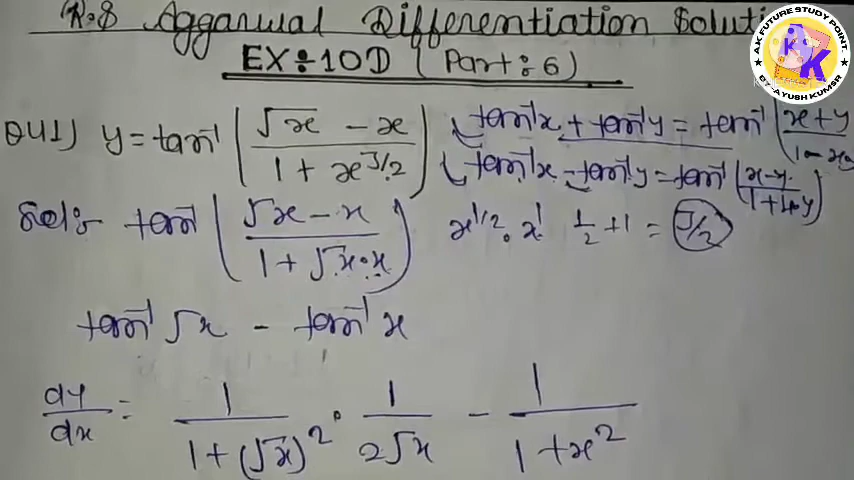 R.S Aggarwal Differentiation Soluti
EX÷10D (Part:6)
QU1) y = tan⁻¹ ( (√x - x) / (1 + x^3/2) )
tan⁻¹x + tan⁻¹y = tan⁻¹ ( (x+y) / (1-xy
tan⁻¹x - tan⁻¹y = tan⁻¹ ( (x-y) / (1+x·y) )
Sol:- tan⁻¹ ( (√x - x) / (1 + √x·x) )
x^1/2 · x^1 1/2 + 1 = 3/2
tan⁻¹ √x - tan⁻¹ x
dy/dx = 1 / (1+(√x)²) · 1 / (2√x) - 1 / (1+x²)
A.K FUTURE STUDY POINT.
AK
BY-AYUSH KUMAR